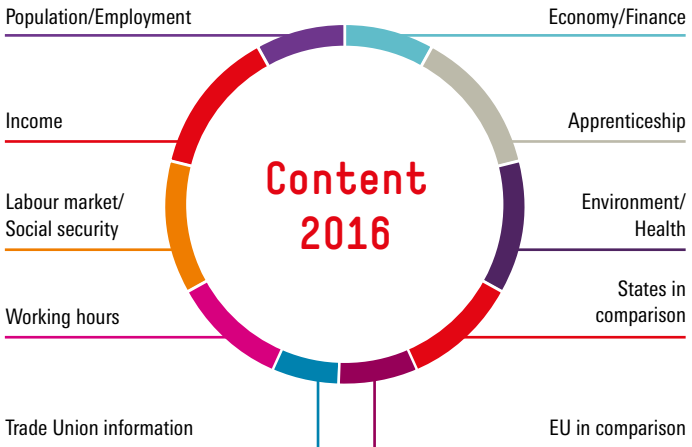 Population/Employment
Economy/Finance
Income
Apprenticeship
Content
2016
Labour market/
Social security
Environment/
Health
Working hours
States in
comparison
Trade Union information
EU in comparison